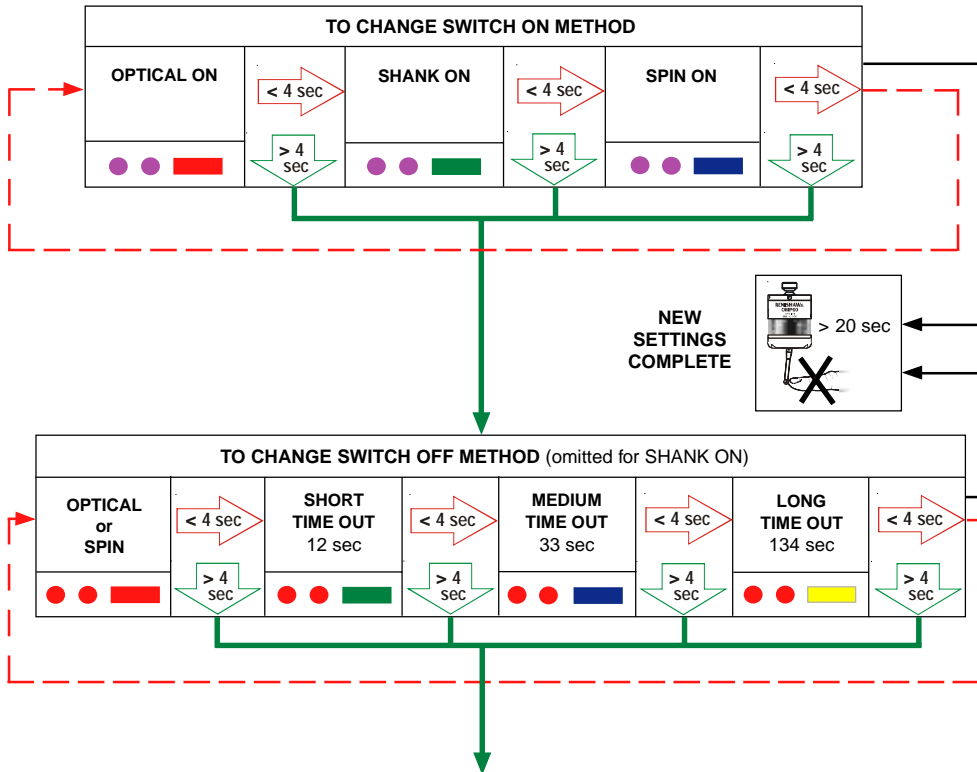 TO CHANGE SWITCH ON METHOD
OPTICAL ON
< 4 sec
SHANK ON
< 4 sec
SPIN ON
< 4 sec
> 4
sec
> 4
sec
> 4
sec
NEW
SETTINGS
COMPLETE
RENISHAW
OMP60
> 20 sec
TO CHANGE SWITCH OFF METHOD (omitted for SHANK ON)
OPTICAL
or
SPIN
< 4 sec
SHORT
TIME OUT
12 sec
< 4 sec
MEDIUM
TIME OUT
33 sec
< 4 sec
LONG
TIME OUT
134 sec
< 4 sec
> 4
sec
> 4
sec
> 4
sec
> 4
sec